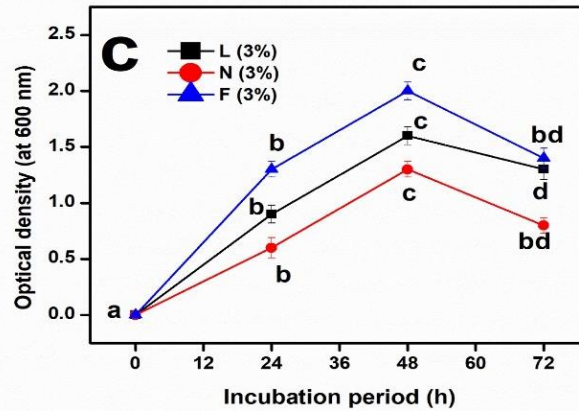 C
L (3%)
N (3%)
F (3%)
Optical density (at 600 nm)
2.5
2.0
1.5
1.0
0.5
0.0
a
b
b
b
c
c
c
bd
d
bd
0 12 24 36 48 60 72
Incubation period (h)